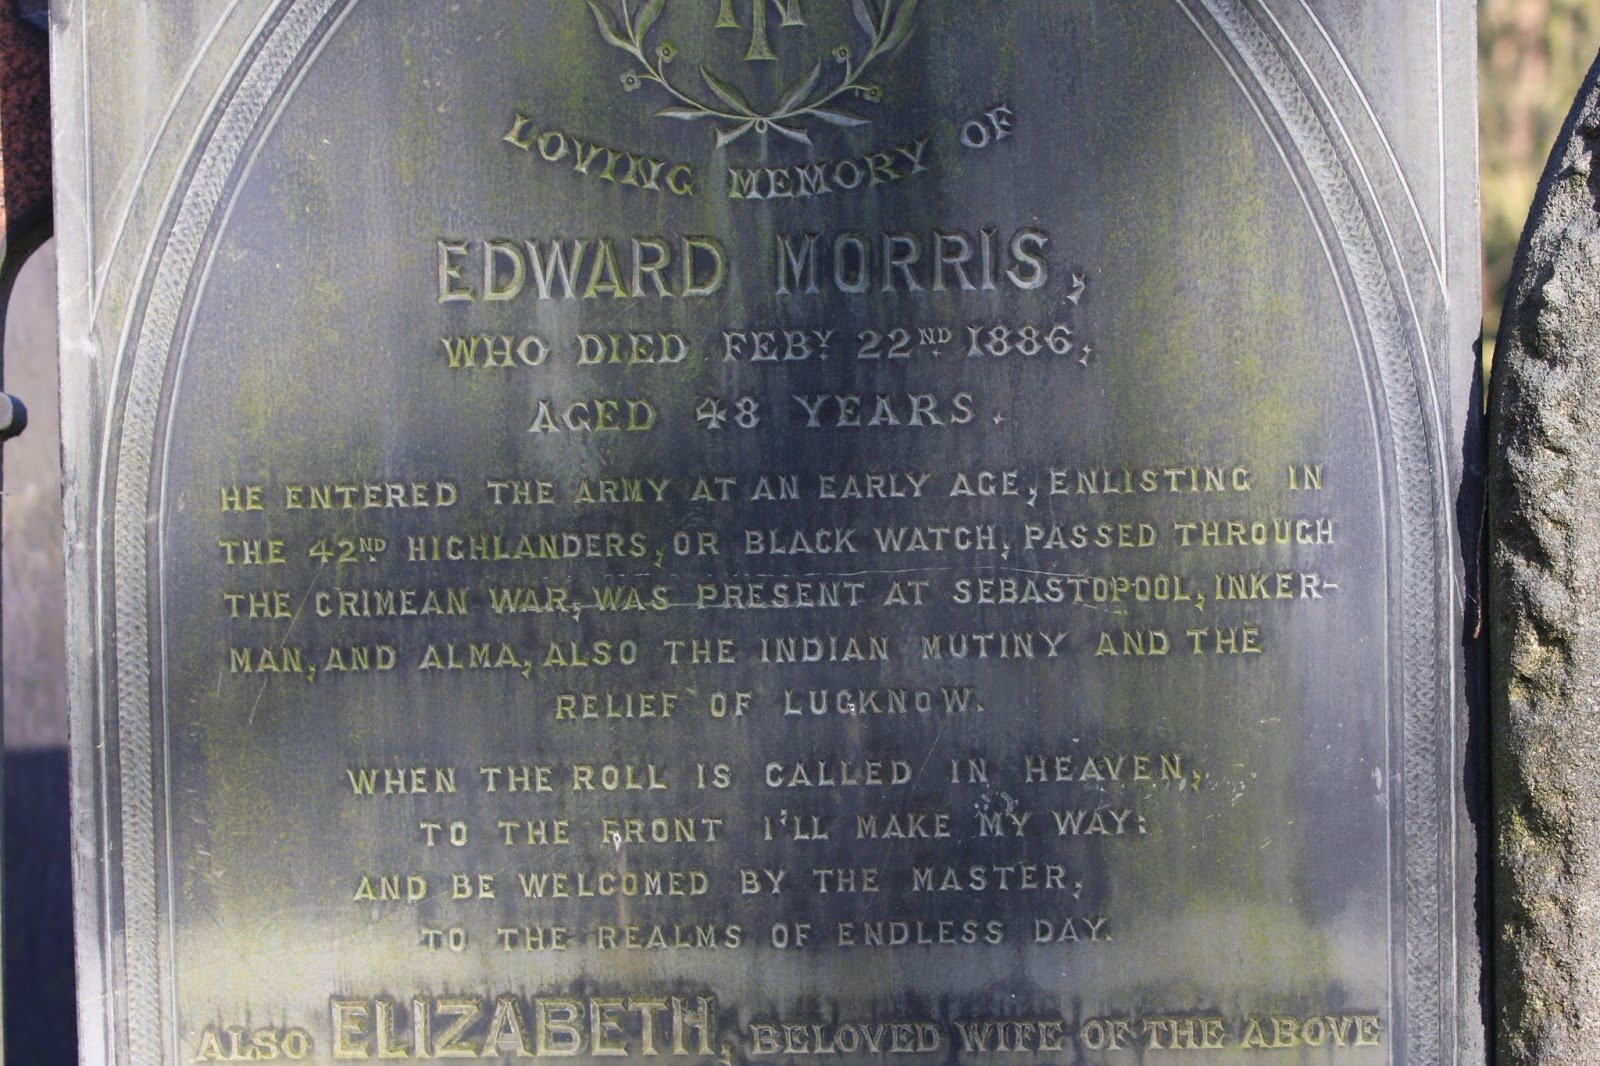 LOVING MEMORY OF
EDWARD MORRIS,
WHO DIED FEBY 22ND 1886,
AGED 48 YEARS.
HE ENTERED THE ARMY AT AN EARLY AGE, ENLISTING IN
THE 42ND HIGHLANDERS, OR BLACK WATCH, PASSED THROUGH
THE CRIMEAN WAR, WAS PRESENT AT SEBASTOPOOL, INKER-
MAN, AND ALMA, ALSO THE INDIAN MUTINY AND THE
RELIEF OF LUCKNOW.
WHEN THE ROLL IS CALLED IN HEAVEN,
TO THE FRONT I'LL MAKE MY WAY:
AND BE WELCOMED BY THE MASTER,
TO THE REALMS OF ENDLESS DAY.
ALSO ELIZABETH, BELOVED WIFE OF THE ABOVE